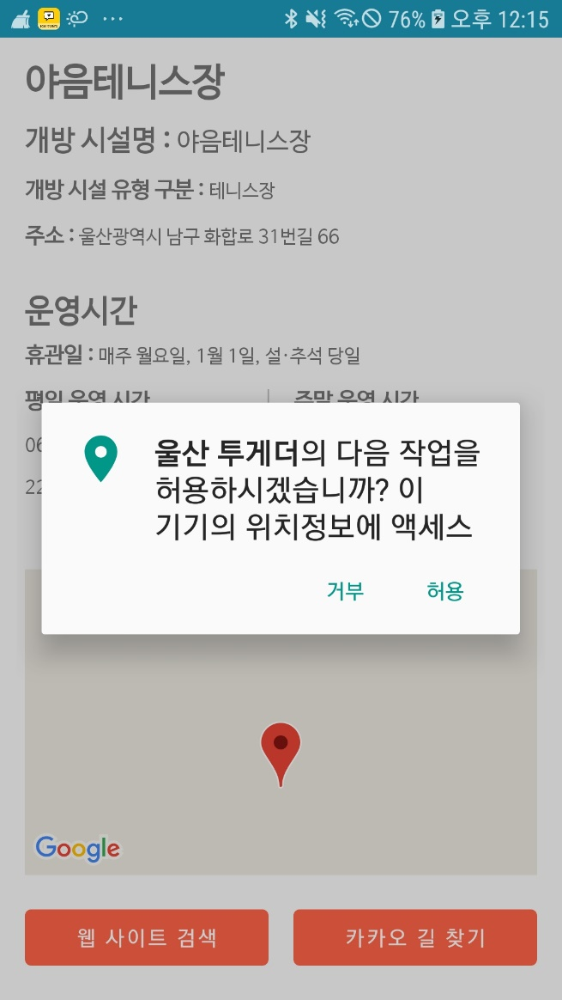 76% 오후 12:15
야음테니스장
개방 시설명 : 야음테니스장
개방 시설 유형 구분 : 테니스장
주소 : 울산광역시 남구 화합로 31번길 66
운영시간
휴관일 : 매주 월요일, 1월 1일, 설·추석 당일
평일 운영 시간 주말 운영 시간
06
22
울산 투게더의 다음 작업을
허용하시겠습니까? 이
기기의 위치정보에 액세스
거부 허용
Google
웹 사이트 검색 카카오 길 찾기